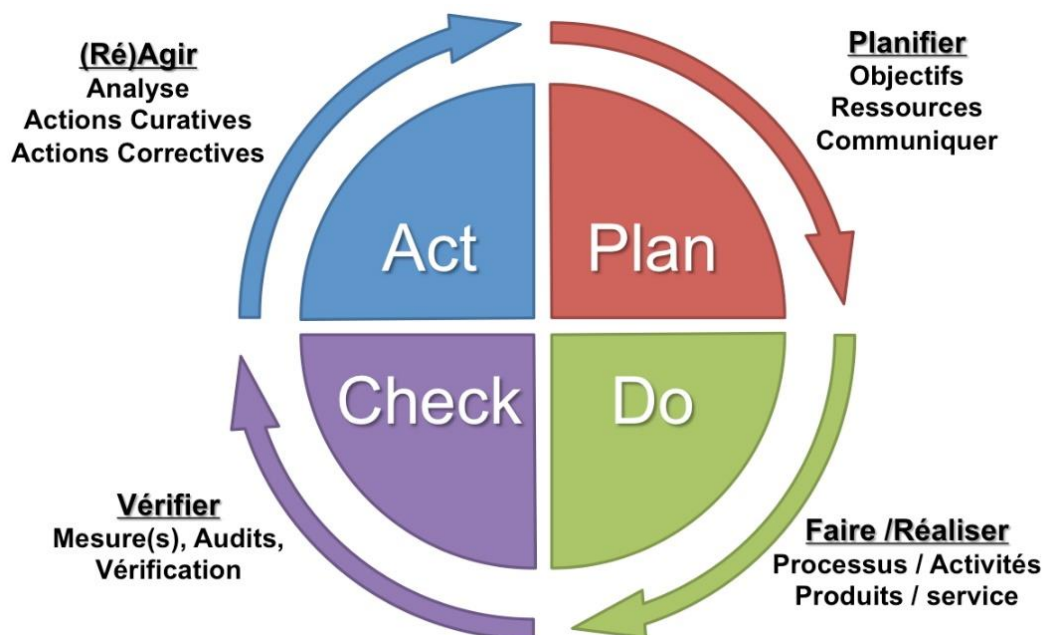 (Ré)Agir
Analyse
Actions Curatives
Actions Correctives
Planifier
Objectifs
Ressources
Communiquer
Act
Plan
Check
Do
Vérifier
Mesure(s), Audits,
Vérification
Faire /Réaliser
Processus / Activités
Produits / service